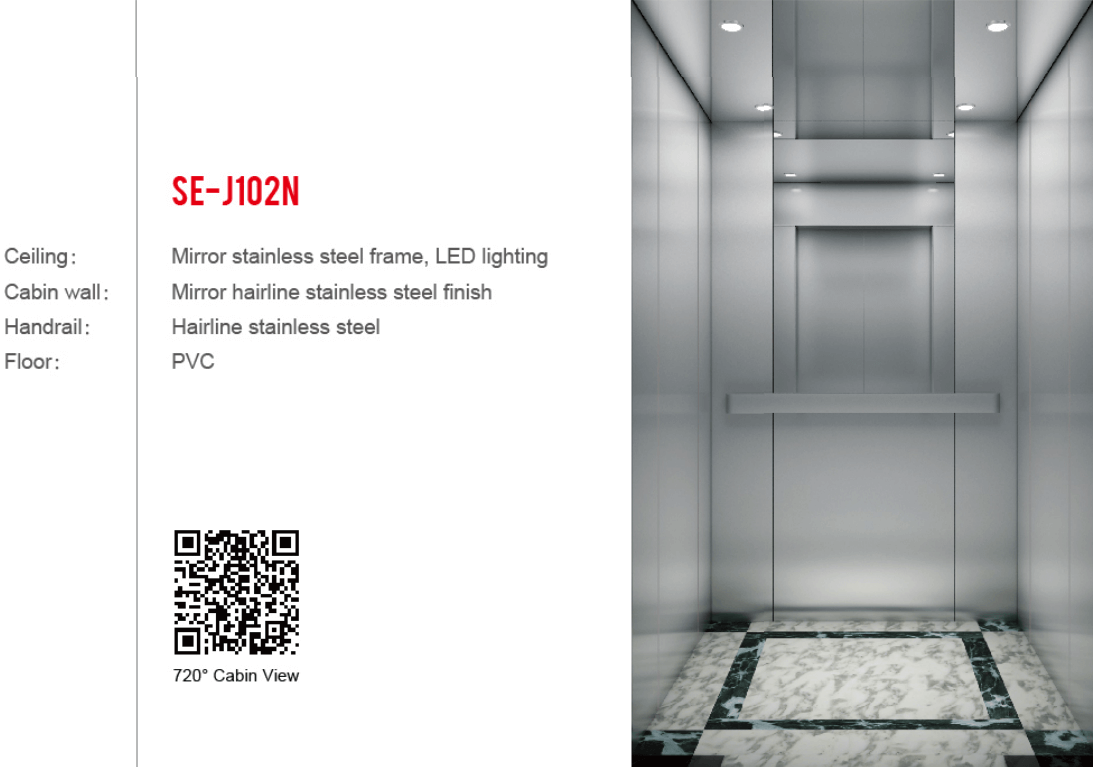 SE-J102N
Ceiling: Mirror stainless steel frame, LED lighting
Cabin wall: Mirror hairline stainless steel finish
Handrail: Hairline stainless steel
Floor: PVC
720° Cabin View